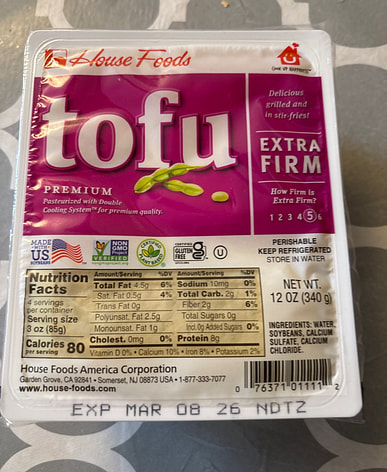 House Foods
tofu
PREMIUM
Pasteurized with Double
Cooling System™ for premium quality.
Delicious
grilled and
in stir-fries!
EXTRA
FIRM
How Firm is
Extra Firm?
1 2 3 4 5 6
MADE
WITH
US
SOYBEANS
NON
GMO
Project
VERIFIED
CERTIFIED
GLUTEN
FREE
U
PERISHABLE
KEEP REFRIGERATED
STORE IN WATER
Nutrition
Facts
4 servings
per container
Serving size
3 oz (85g)
Calories 80
per serving
Amount/Serving %DV
Total Fat 4.5g 6%
Sat. Fat 0.5g 4%
Trans Fat 0g
Polyunsat. Fat 2.5g
Monounsat. Fat 1g
Cholest. 0mg 0%
Amount/Serving %DV
Sodium 10mg 0%
Total Carb. 2g 1%
Fiber 2g 6%
Total Sugars 0g
Incl. 0g Added Sugars 0%
Protein 8g
Vitamin D 0% • Calcium 10% • Iron 8% • Potassium 2%
NET WT.
12 OZ (340 g)
INGREDIENTS: WATER,
SOYBEANS, CALCIUM
SULFATE, CALCIUM
CHLORIDE.
House Foods America Corporation
Garden Grove, CA 92841 • Somerset, NJ 08873 USA • 1-877-333-7077
www.house-foods.com
0 76371 01111 2
EXP MAR 08 26 NDTZ